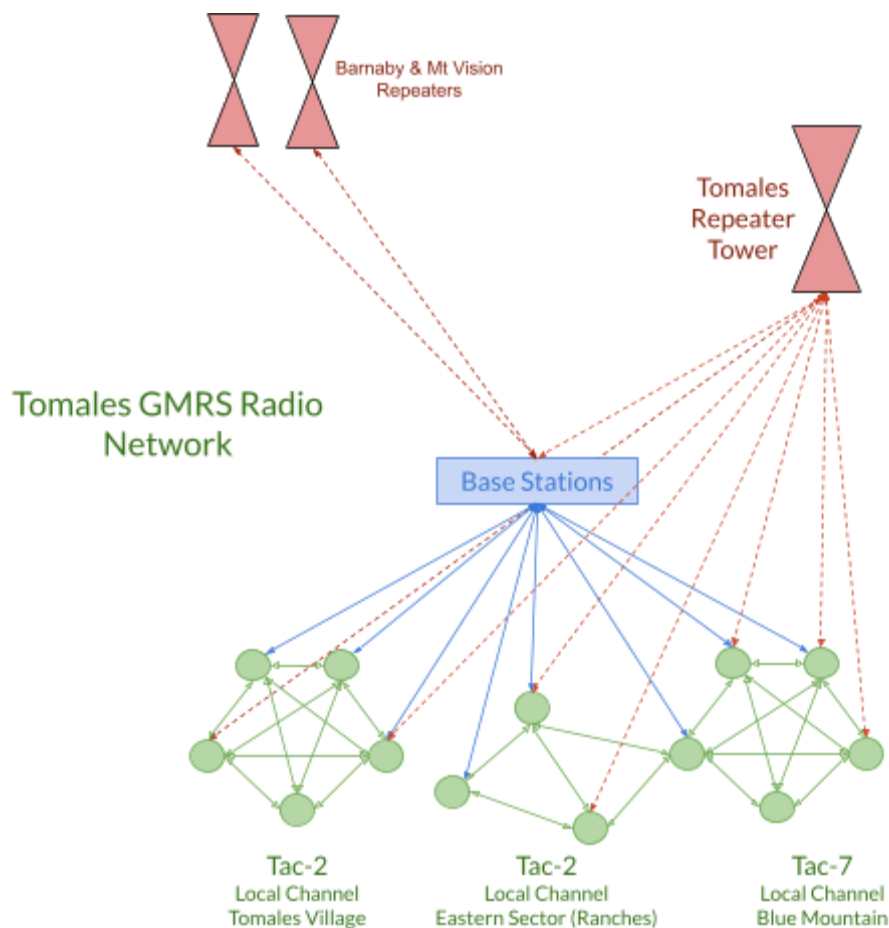 Barnaby & Mt Vision
Repeaters
Tomales
Repeater
Tower
Tomales GMRS Radio
Network
Base Stations
Tac-2
Local Channel
Tomales Village
Tac-2
Local Channel
Eastern Sector (Ranches)
Tac-7
Local Channel
Blue Mountain